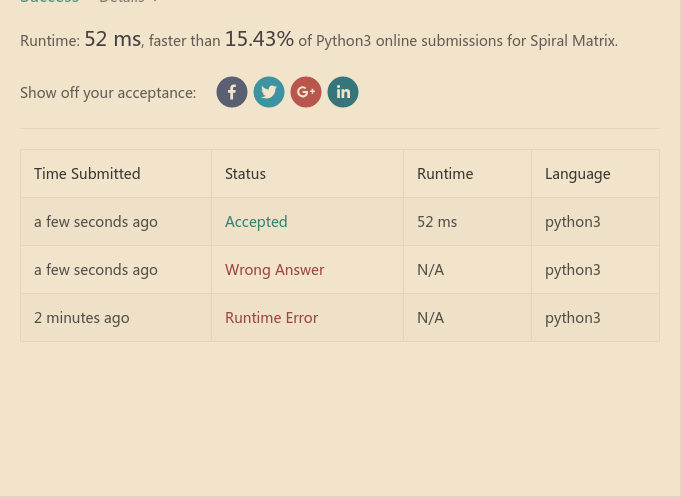 Success Details
Runtime: 52 ms, faster than 15.43% of Python3 online submissions for Spiral Matrix.
Show off your acceptance: f G+ in
Time Submitted Status Runtime Language
a few seconds ago Accepted 52 ms python3
a few seconds ago Wrong Answer N/A python3
2 minutes ago Runtime Error N/A python3